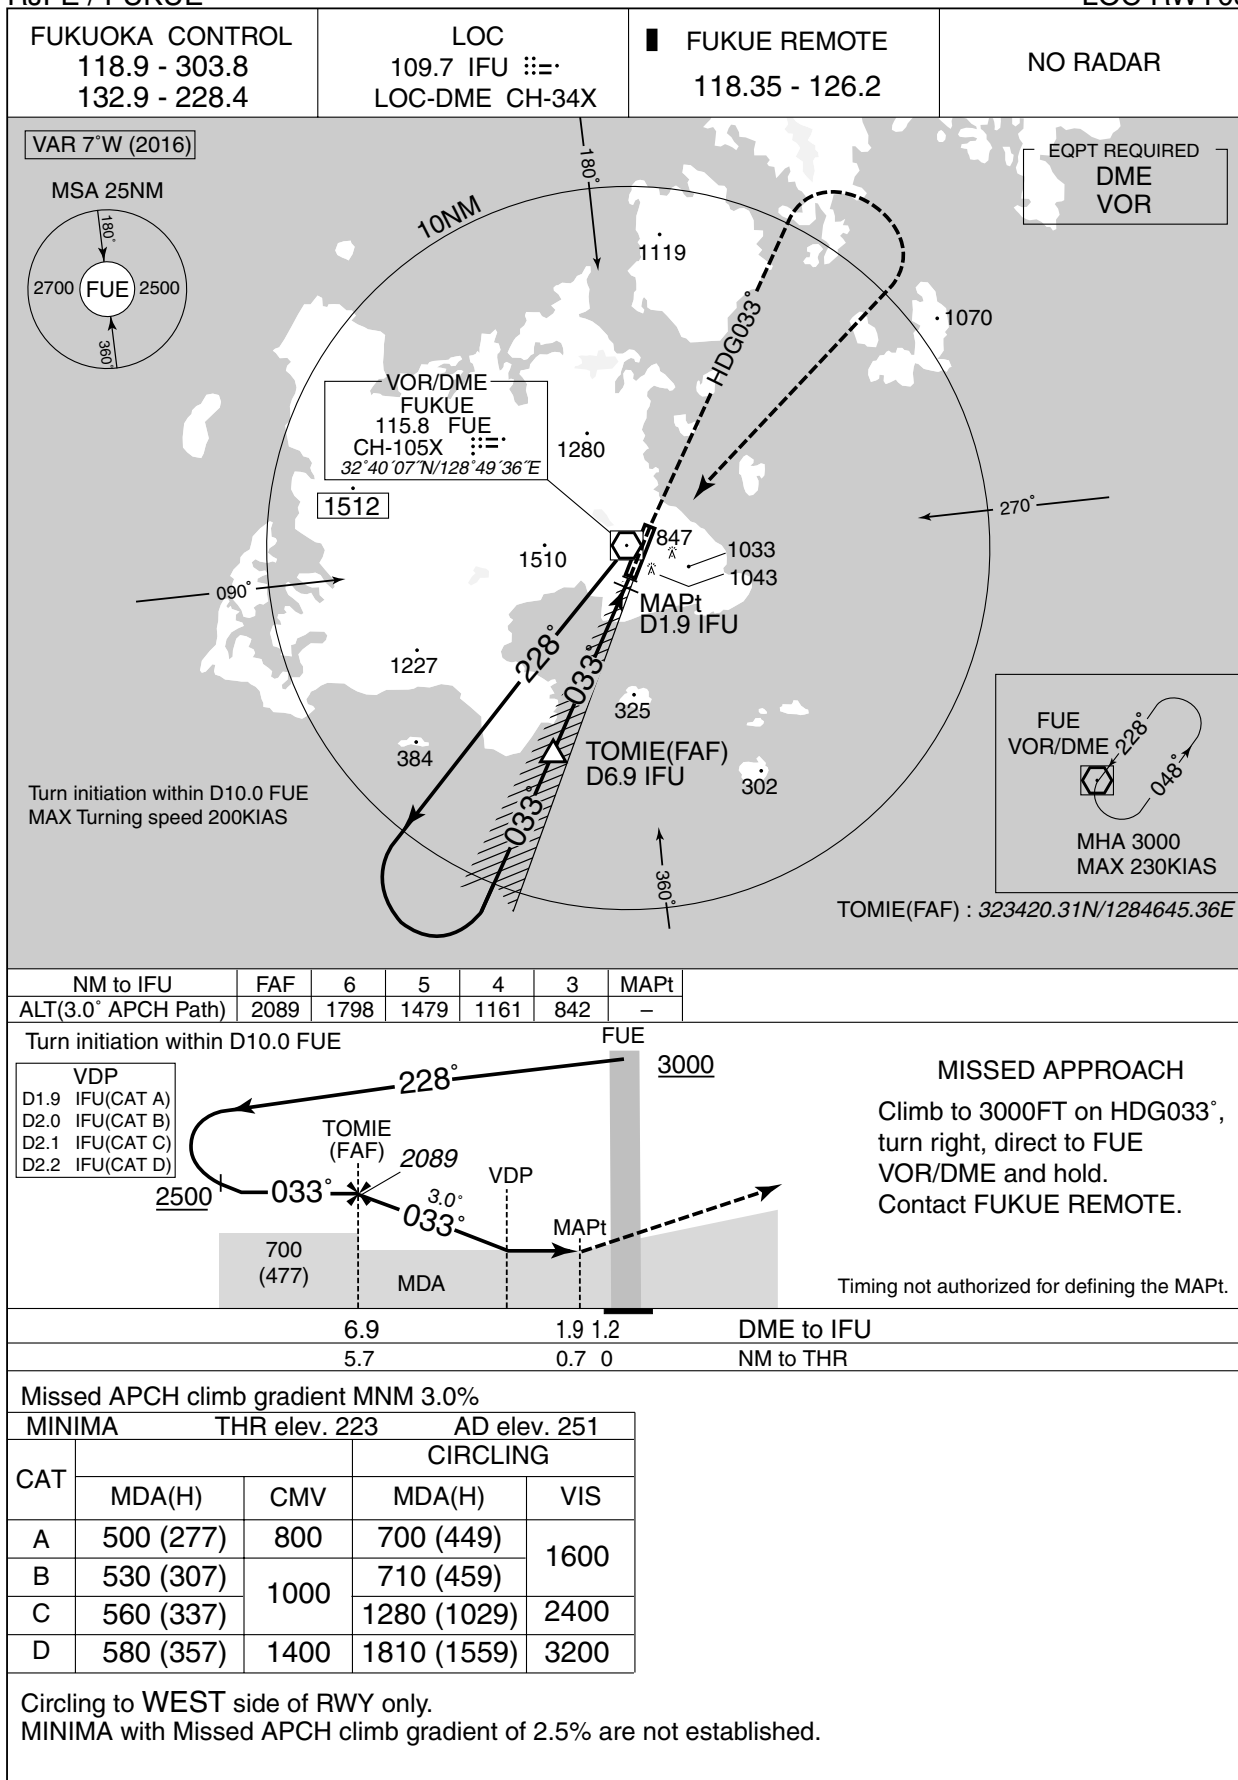 FUKUOKA CONTROL
118.9 - 303.8
132.9 - 228.4
LOC
109.7 IFU
LOC-DME CH-34X
FUKUE REMOTE
118.35 - 126.2
NO RADAR
VAR 7°W (2016)
MSA 25NM
180°
2700
FUE
2500
360°
EQPT REQUIRED
DME
VOR
180°
10NM
1119
HDG033°
1070
VOR/DME
FUKUE
115.8 FUE
CH-105X
32°40´07˝N/128°49´36˝E
1280
1512
270°
847
1510
1033
1043
090°
MAPt
D1.9 IFU
228°
033°
1227
325
384
TOMIE(FAF)
D6.9 IFU
302
033°
Turn initiation within D10.0 FUE
MAX Turning speed 200KIAS
360°
FUE
VOR/DME
228°
048°
MHA 3000
MAX 230KIAS
TOMIE(FAF) : 323420.31N/1284645.36E
NM to IFU FAF 6 5 4 3 MAPt
ALT(3.0° APCH Path) 2089 1798 1479 1161 842 –
Turn initiation within D10.0 FUE
FUE
3000
228°
VDP
D1.9 IFU(CAT A)
D2.0 IFU(CAT B)
D2.1 IFU(CAT C)
D2.2 IFU(CAT D)
TOMIE
(FAF)
2089
VDP
2500
033°
3.0°
033°
MAPt
700
(477)
MDA
MISSED APPROACH
Climb to 3000FT on HDG033°,
turn right, direct to FUE
VOR/DME and hold.
Contact FUKUE REMOTE.
Timing not authorized for defining the MAPt.
6.9 1.9 1.2 DME to IFU
5.7 0.7 0 NM to THR
Missed APCH climb gradient MNM 3.0%
MINIMA THR elev. 223 AD elev. 251
CAT
CIRCLING
MDA(H) CMV MDA(H) VIS
A 500 (277) 800 700 (449) 1600
B 530 (307) 1000 710 (459)
C 560 (337) 1280 (1029) 2400
D 580 (357) 1400 1810 (1559) 3200
Circling to WEST side of RWY only.
MINIMA with Missed APCH climb gradient of 2.5% are not established.